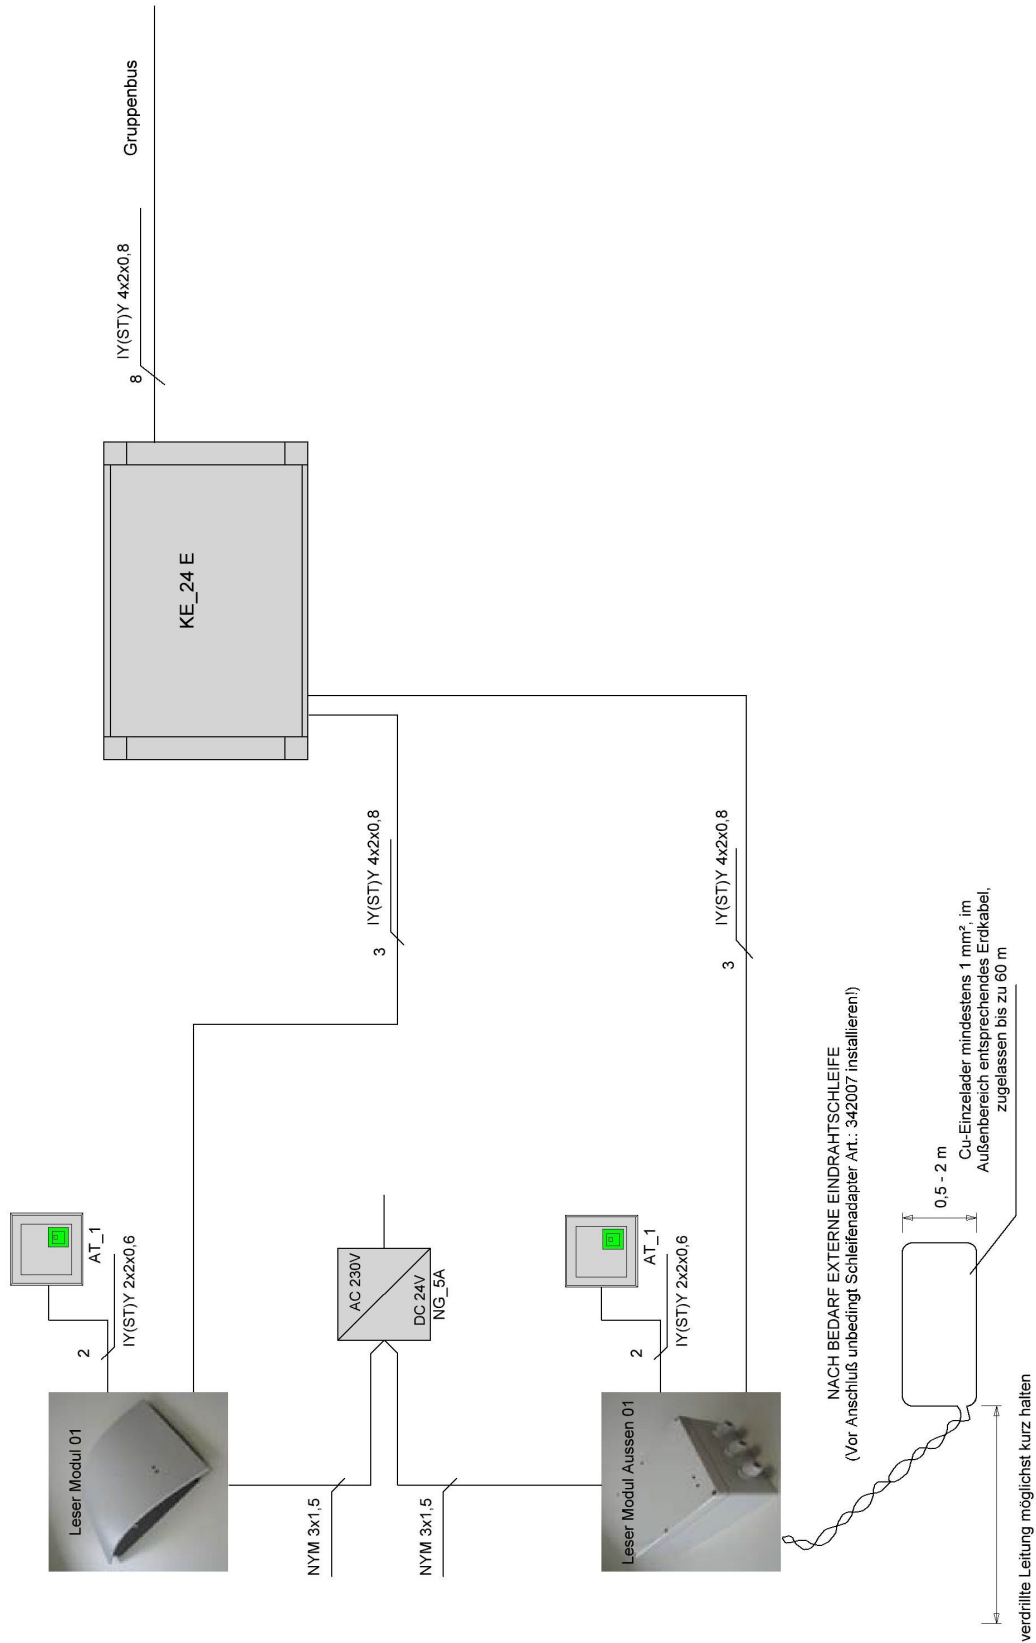 Gruppenbus
8
IY(ST)Y 4x2x0,8
KE_24 E
3
IY(ST)Y 4x2x0,8
3
IY(ST)Y 4x2x0,8
AT_1
2
IY(ST)Y 2x2x0,6
Leser Modul 01
NYM 3x1,5
AC 230V
DC 24V
NG_5A
NYM 3x1,5
AT_1
2
IY(ST)Y 2x2x0,6
Leser Modul Aussen 01
NACH BEDARF EXTERNE EINDRAHTSCHLEIFE
(Vor Anschluß unbedingt Schleifenadapter Art.: 342007 installieren!)
0,5 - 2 m
Cu-Einzelader mindestens 1 mm², im
Außenbereich entsprechendes Erdkabel,
zugelassen bis zu 60 m
verdrillte Leitung möglichst kurz halten